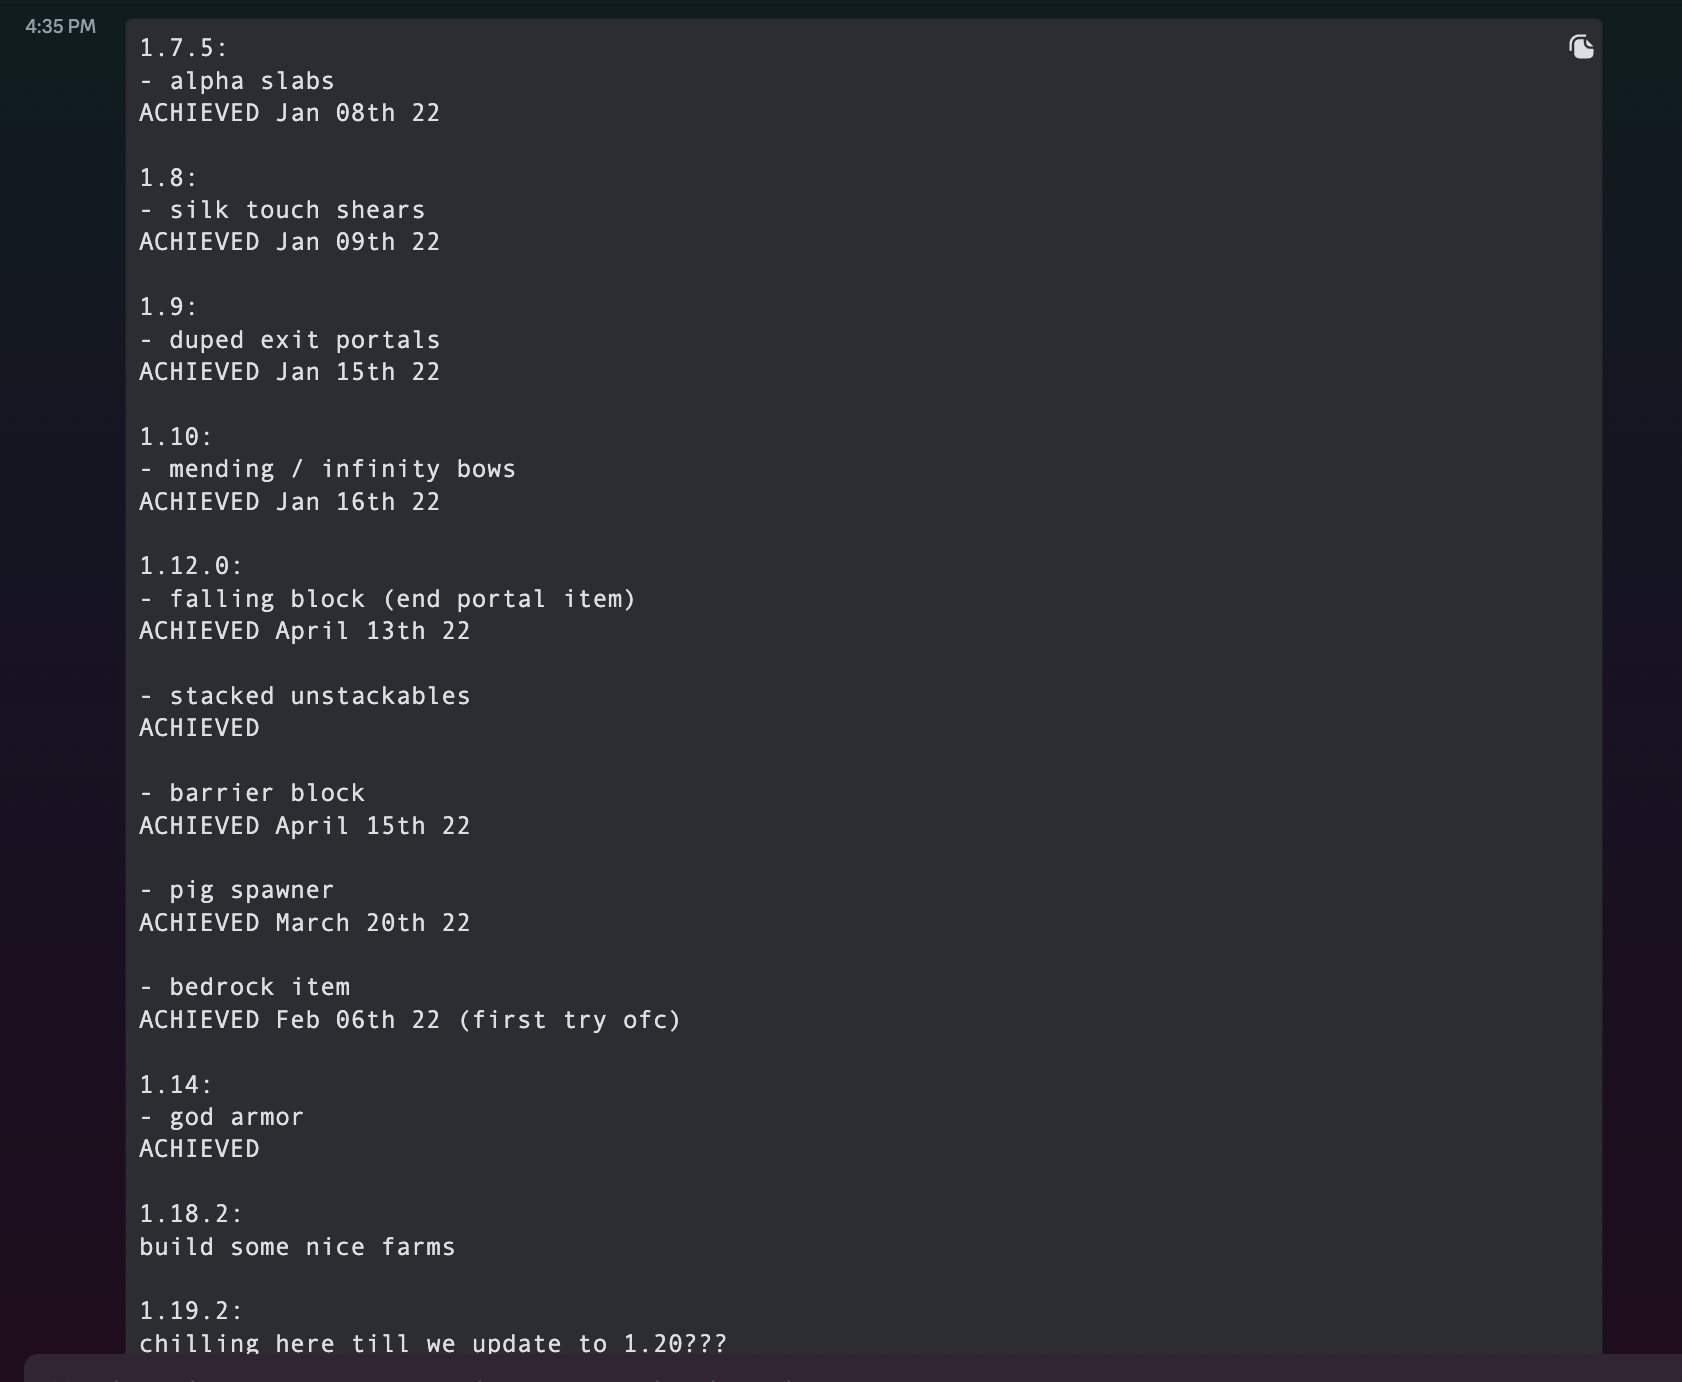 4:35 PM
1.7.5:
- alpha slabs
ACHIEVED Jan 08th 22
1.8:
- silk touch shears
ACHIEVED Jan 09th 22
1.9:
- duped exit portals
ACHIEVED Jan 15th 22
1.10:
- mending / infinity bows
ACHIEVED Jan 16th 22
1.12.0:
- falling block (end portal item)
ACHIEVED April 13th 22
- stacked unstackables
ACHIEVED
- barrier block
ACHIEVED April 15th 22
- pig spawner
ACHIEVED March 20th 22
- bedrock item
ACHIEVED Feb 06th 22 (first try ofc)
1.14:
- god armor
ACHIEVED
1.18.2:
build some nice farms
1.19.2:
chilling here till we update to 1.20???